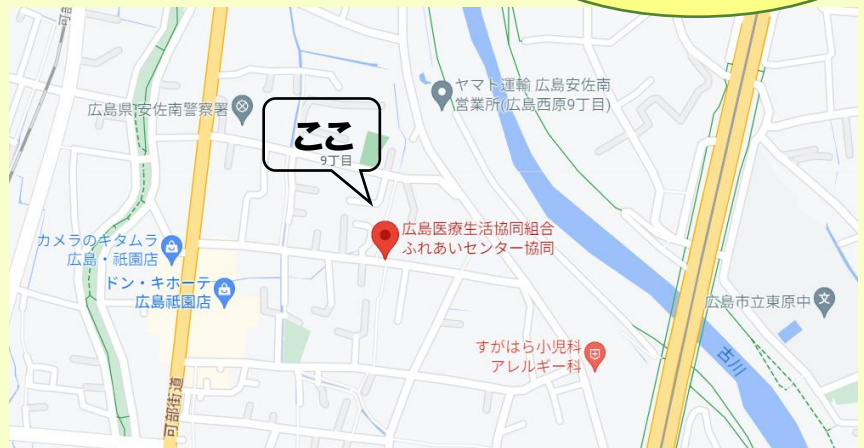 可部
広島県 安佐南警察署
ここ
9丁目
ヤマト運輸 広島安佐南
営業所(広島西原9丁目)
広島医療生活協同組合
ふれあいセンター協同
カメラのキタムラ
広島・祇園店
ドン・キホーテ
広島祇園店
広島市立東原中
文
すがはら小児科
アレルギー科
古川
可部街道